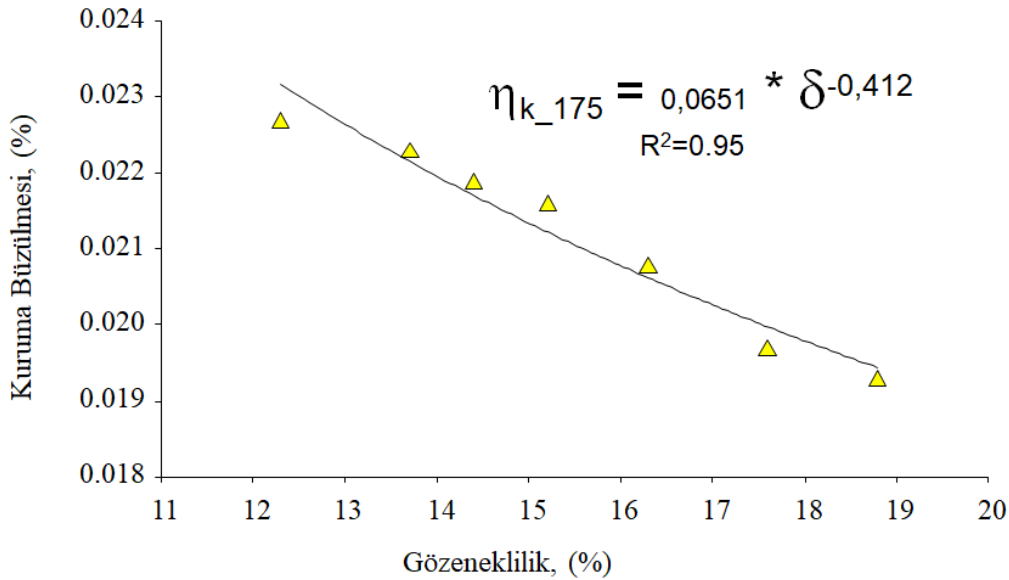 0.024
0.023
0.022
0.021
0.020
0.019
0.018
Kuruma Büzülmesi, (%)
ηk_175 = 0,0651 * δ-0,412
R2=0.95
11 12 13 14 15 16 17 18 19 20
Gözeneklilik, (%)